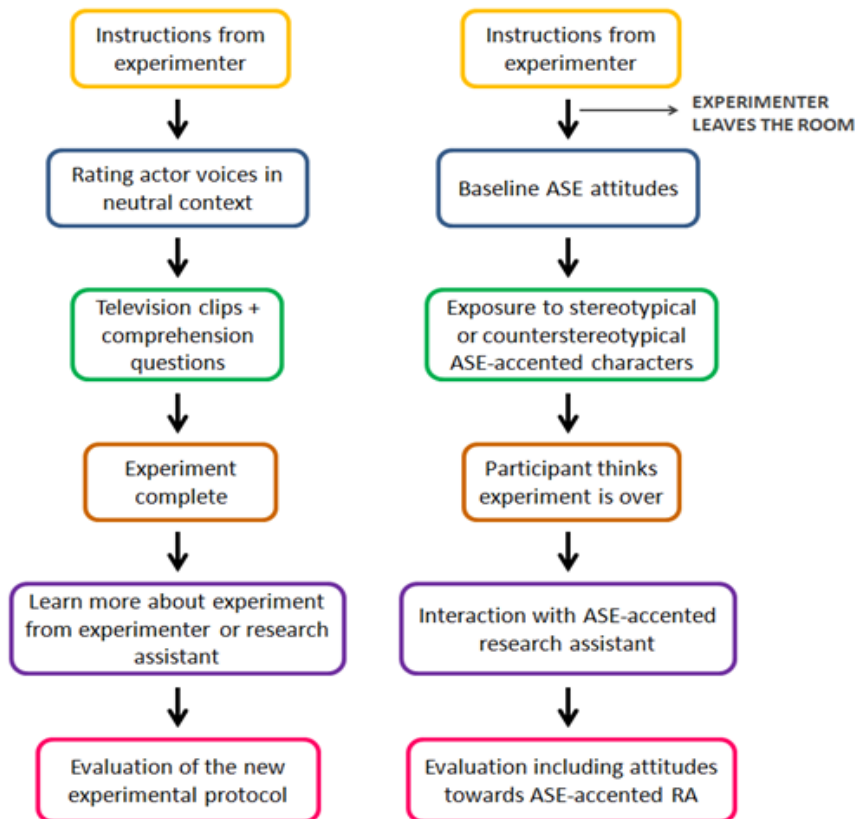 Instructions from
experimenter
Instructions from
experimenter
EXPERIMENTER
LEAVES THE ROOM
Rating actor voices in
neutral context
Baseline ASE attitudes
Television clips +
comprehension
questions
Exposure to stereotypical
or counterstereotypical
ASE-accented characters
Experiment
complete
Participant thinks
experiment is over
Learn more about experiment
from experimenter or research
assistant
Interaction with ASE-accented
research assistant
Evaluation of the new
experimental protocol
Evaluation including attitudes
towards ASE-accented RA